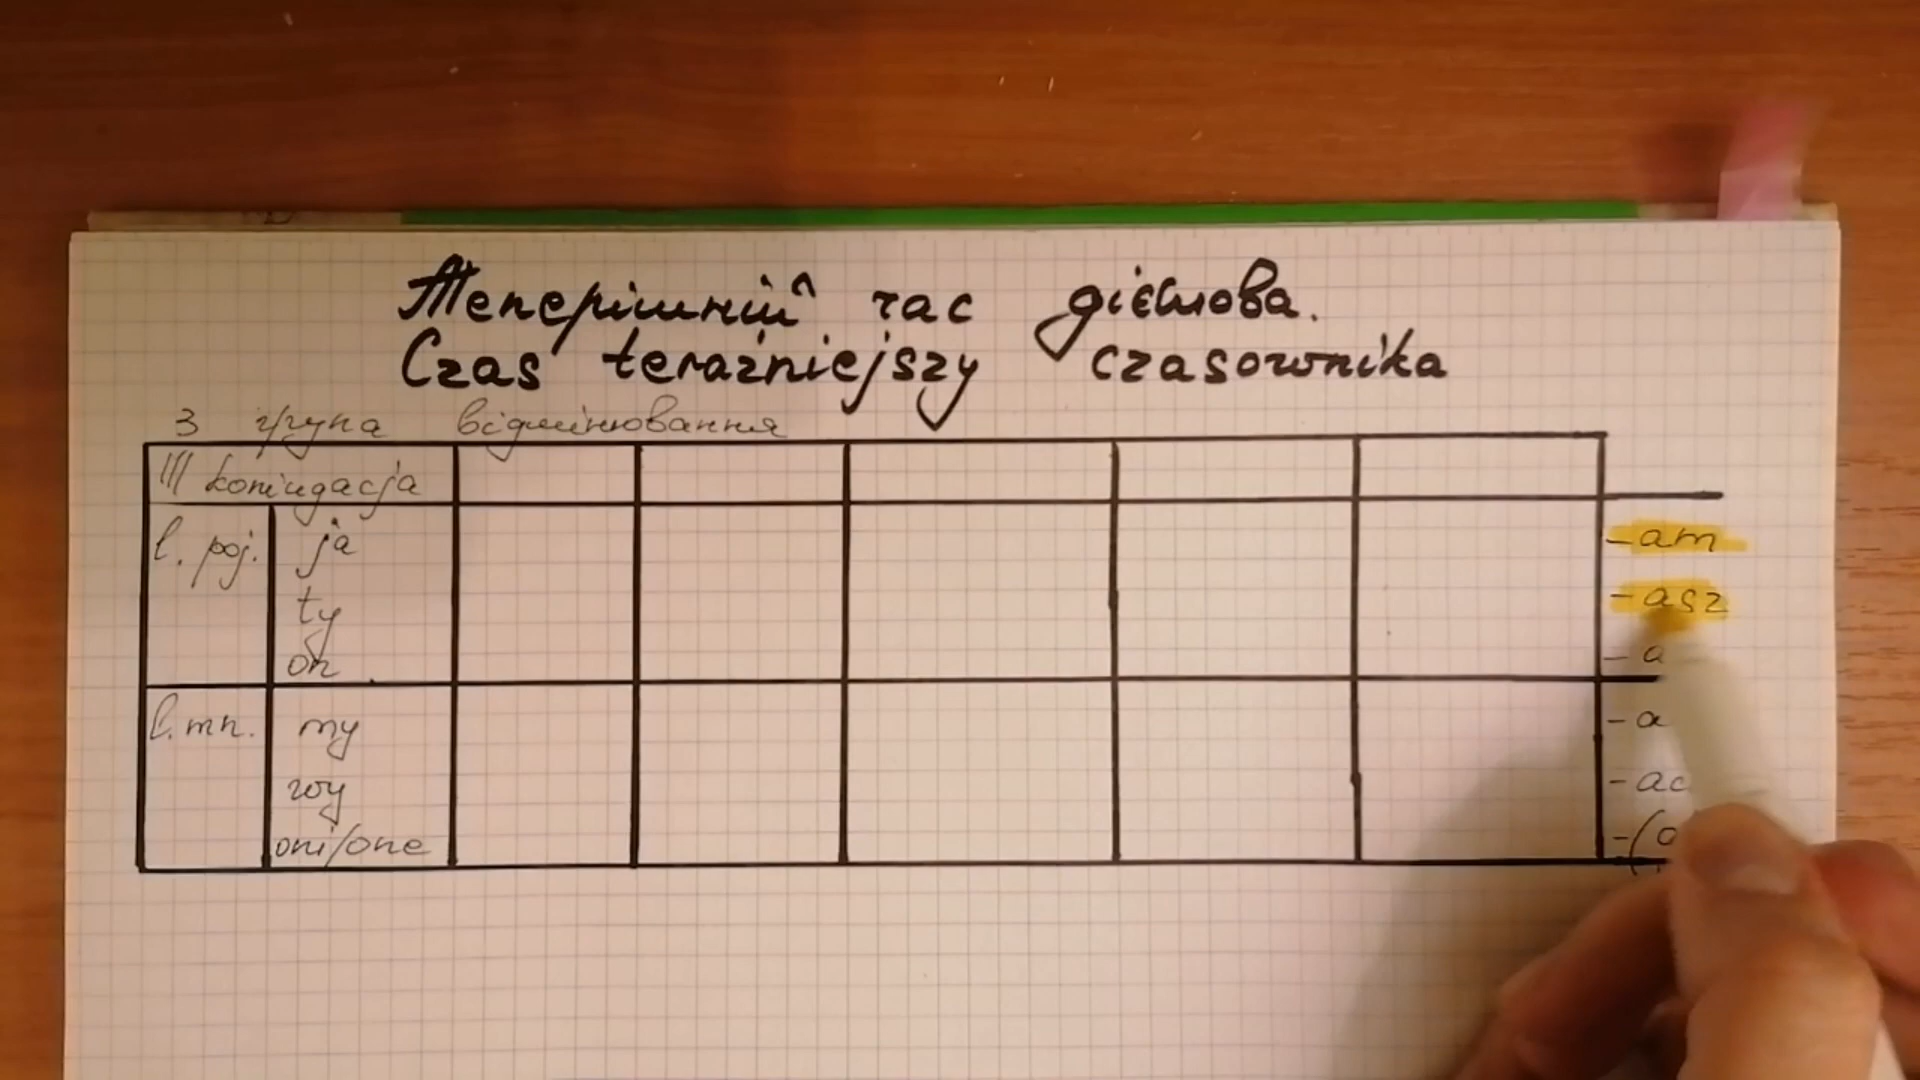 Теперішній час дієслова.
Czas teraźniejszy czasownika
3 група відмінювання
III koniugacja
l. poj. ja -am
ty -asz
on - a
l. mn. my - a
wy - ac
oni/one -(a